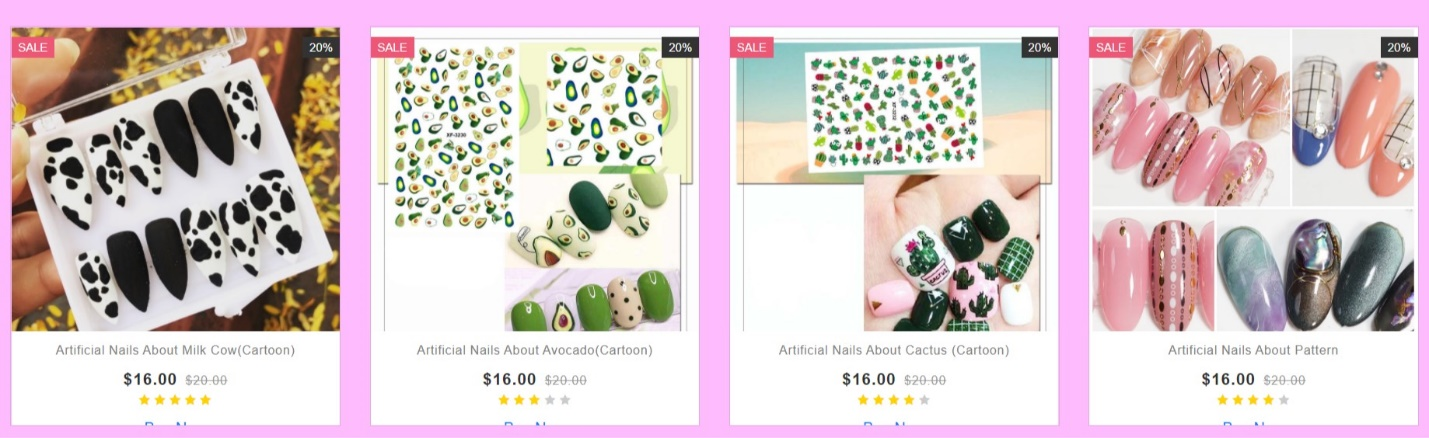 SALE 20%
SALE 20%
SALE 20%
SALE 20%
Artificial Nails About Milk Cow(Cartoon)
$16.00 $20.00
Artificial Nails About Avocado(Cartoon)
$16.00 $20.00
Artificial Nails About Cactus (Cartoon)
$16.00 $20.00
Artificial Nails About Pattern
$16.00 $20.00